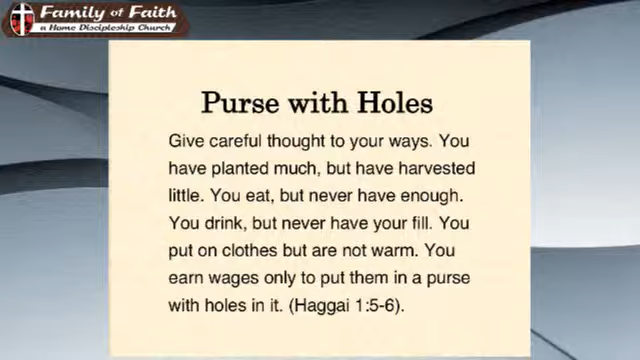 Family of Faith
a Home Discipleship Church
Purse with Holes
Give careful thought to your ways. You
have planted much, but have harvested
little. You eat, but never have enough.
You drink, but never have your fill. You
put on clothes but are not warm. You
earn wages only to put them in a purse
with holes in it. (Haggai 1:5-6).